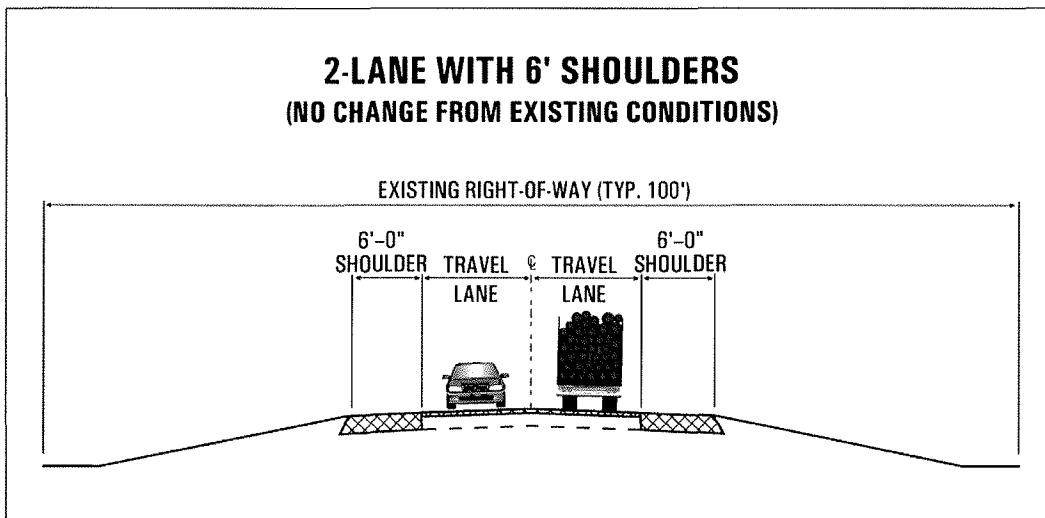 2-LANE WITH 6' SHOULDERS
(NO CHANGE FROM EXISTING CONDITIONS)
EXISTING RIGHT-OF-WAY (TYP. 100')
6'–0"
SHOULDER
TRAVEL
LANE
℄
TRAVEL
LANE
6'–0"
SHOULDER